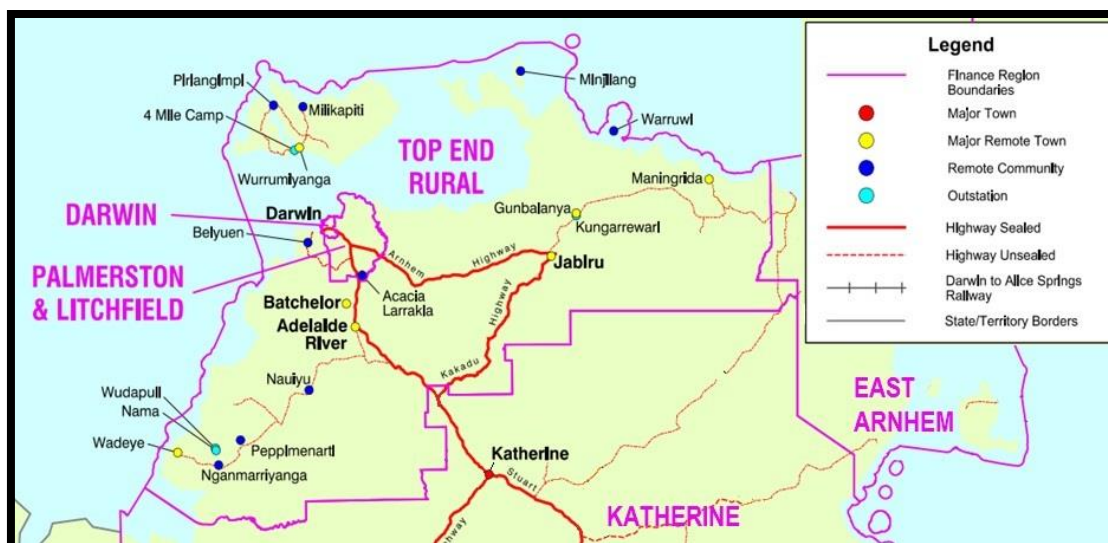 Pirlangimpi
Milikapiti
4 Mile Camp
Wurrumiyanga
Minjilang
Warruwi
TOP END
RURAL
Maningrida
Gunbalanya
Kungarrewarl
DARWIN
Darwin
Belyuen
Arnhem
Highway
Jabiru
PALMERSTON
& LITCHFIELD
Acacia
Larrakia
Batchelor
Adelaide
River
Highway
Kakadu
Nauiyu
Wudapull
Nama
Wadeye
Peppimenarti
Nganmarriyanga
Katherine
Stuart
Highway
KATHERINE
EAST
ARNHEM
Legend
Finance Region
Boundaries
Major Town
Major Remote Town
Remote Community
Outstation
Highway Sealed
Highway Unsealed
Darwin to Alice Springs
Railway
State/Territory Borders